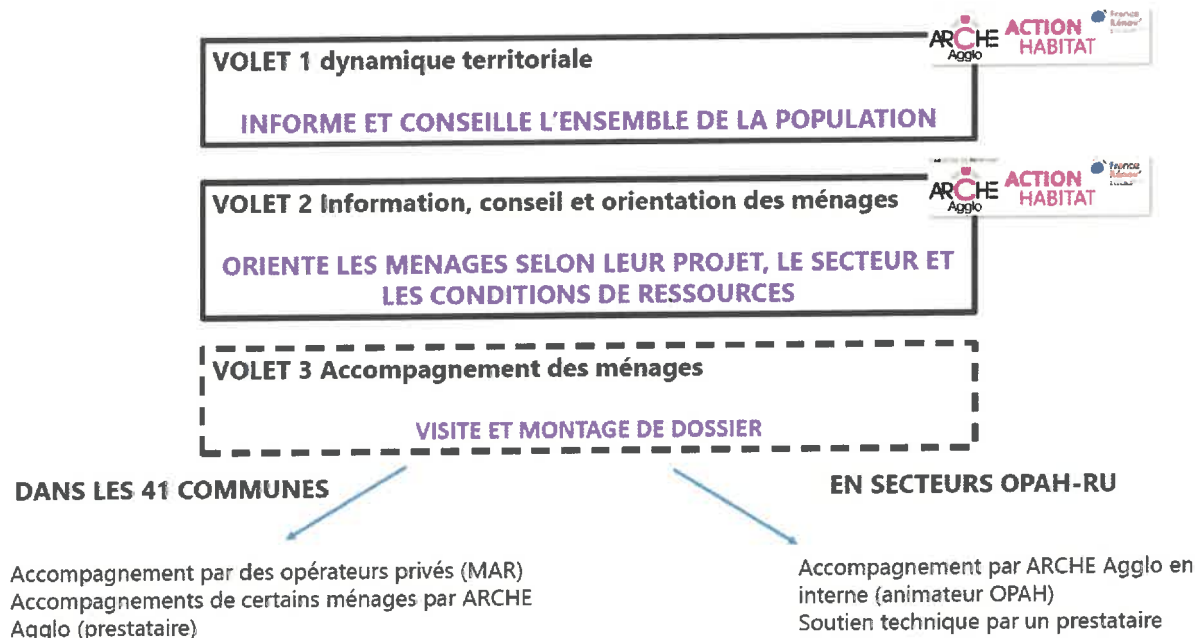 ARCHE Agglo
ACTION HABITAT
France Rénov'
VOLET 1 dynamique territoriale
INFORME ET CONSEILLE L'ENSEMBLE DE LA POPULATION
ARCHE Agglo
ACTION HABITAT
France Rénov'
VOLET 2 Information, conseil et orientation des ménages
ORIENTE LES MENAGES SELON LEUR PROJET, LE SECTEUR ET
LES CONDITIONS DE RESSOURCES
VOLET 3 Accompagnement des ménages
VISITE ET MONTAGE DE DOSSIER
DANS LES 41 COMMUNES
Accompagnement par des opérateurs privés (MAR)
Accompagnements de certains ménages par ARCHE
Agglo (prestataire)
EN SECTEURS OPAH-RU
Accompagnement par ARCHE Agglo en
interne (animateur OPAH)
Soutien technique par un prestataire